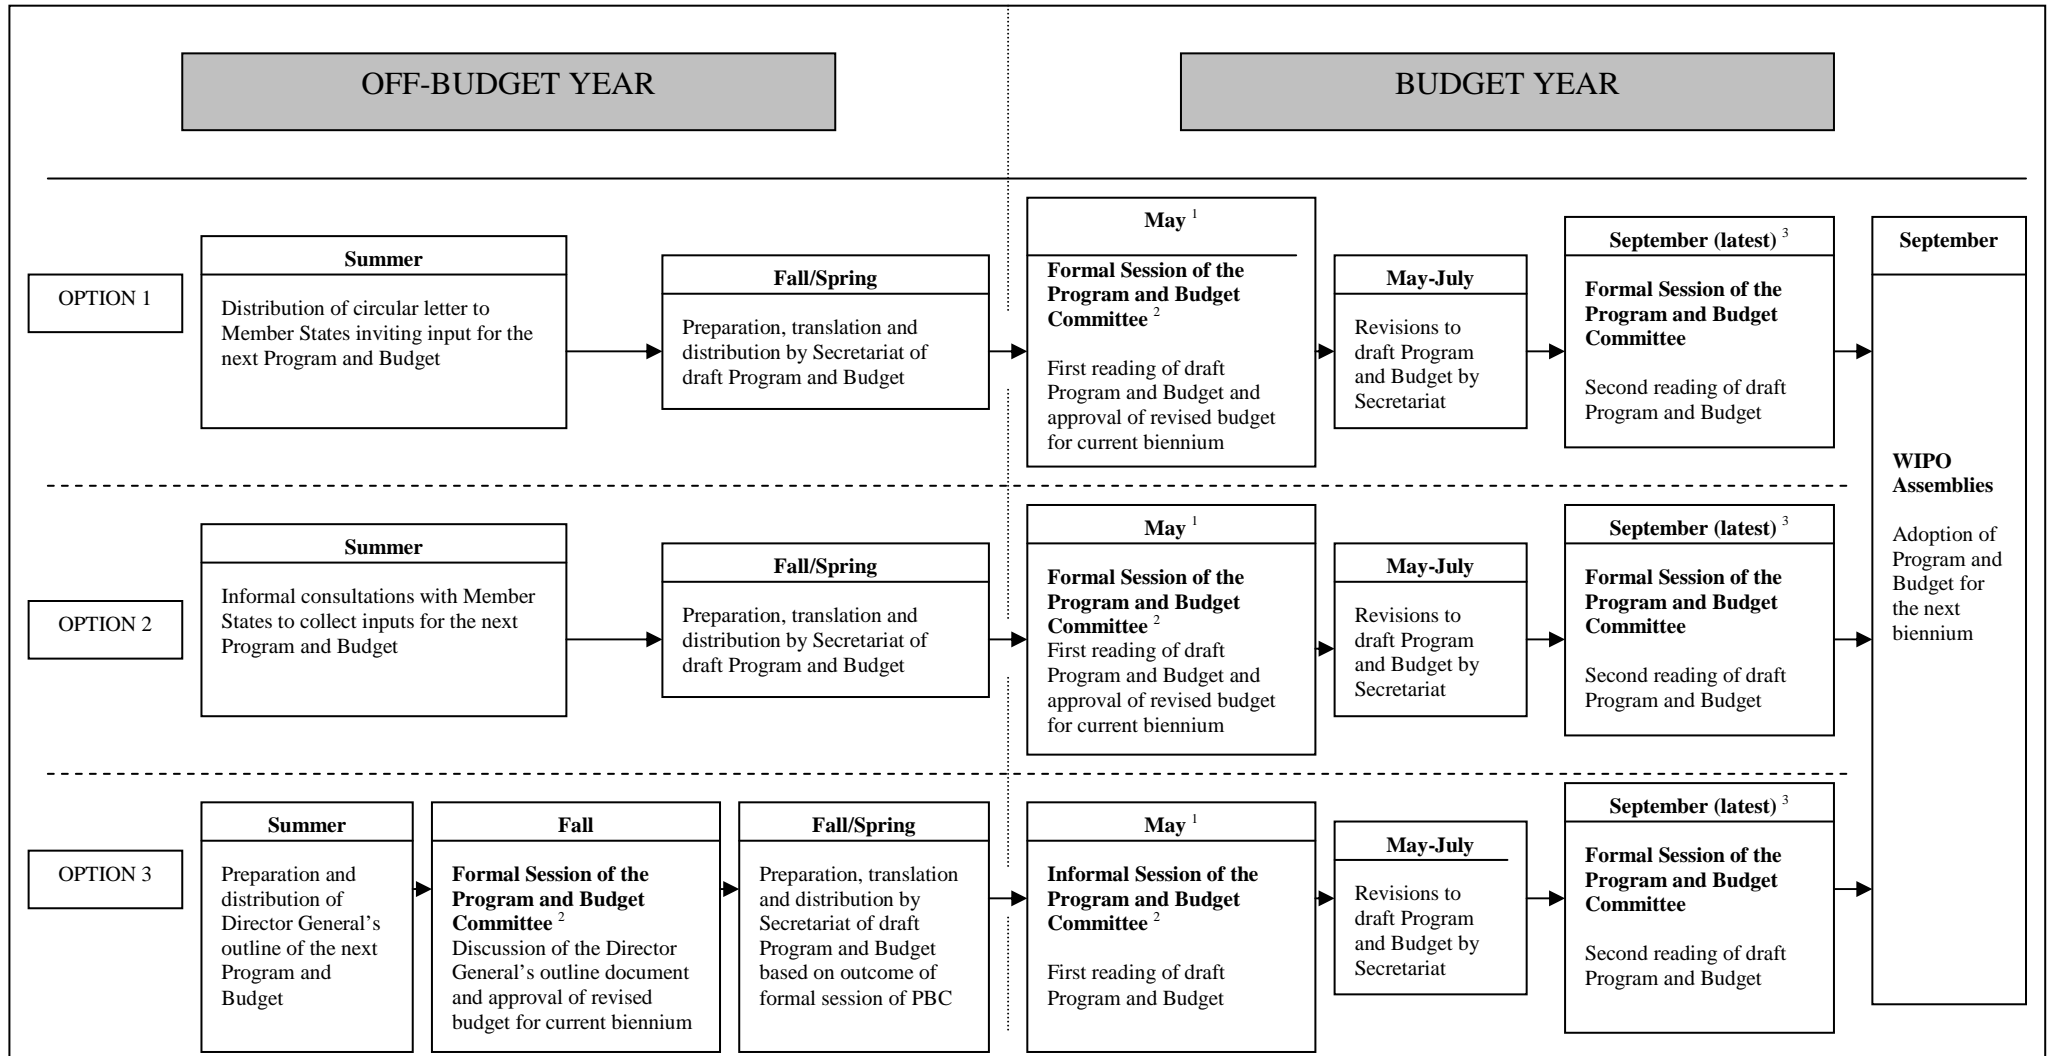 OFF-BUDGET YEAR
BUDGET YEAR
OPTION 1
Summer
Distribution of circular letter to
Member States inviting input for the
next Program and Budget
Fall/Spring
Preparation, translation and
distribution by Secretariat of
draft Program and Budget
May 1
Formal Session of the
Program and Budget
Committee 2
First reading of draft
Program and Budget and
approval of revised budget
for current biennium
May-July
Revisions to
draft Program
and Budget by
Secretariat
September (latest) 3
Formal Session of the
Program and Budget
Committee
Second reading of draft
Program and Budget
September
WIPO
Assemblies
Adoption of
Program and
Budget for
the next
biennium
OPTION 2
Summer
Informal consultations with Member
States to collect inputs for the next
Program and Budget
Fall/Spring
Preparation, translation and
distribution by Secretariat of
draft Program and Budget
May 1
Formal Session of the
Program and Budget
Committee 2
First reading of draft
Program and Budget and
approval of revised budget
for current biennium
May-July
Revisions to
draft Program
and Budget by
Secretariat
September (latest) 3
Formal Session of the
Program and Budget
Committee
Second reading of draft
Program and Budget
OPTION 3
Summer
Preparation and
distribution of
Director General’s
outline of the next
Program and
Budget
Fall
Formal Session of the
Program and Budget
Committee 2
Discussion of the Director
General’s outline document
and approval of revised
budget for current biennium
Fall/Spring
Preparation, translation
and distribution by
Secretariat of draft
Program and Budget
based on outcome of
formal session of PBC
May 1
Informal Session of the
Program and Budget
Committee 2
First reading of draft
Program and Budget
May-July
Revisions to
draft Program
and Budget by
Secretariat
September (latest) 3
Formal Session of the
Program and Budget
Committee
Second reading of draft
Program and Budget